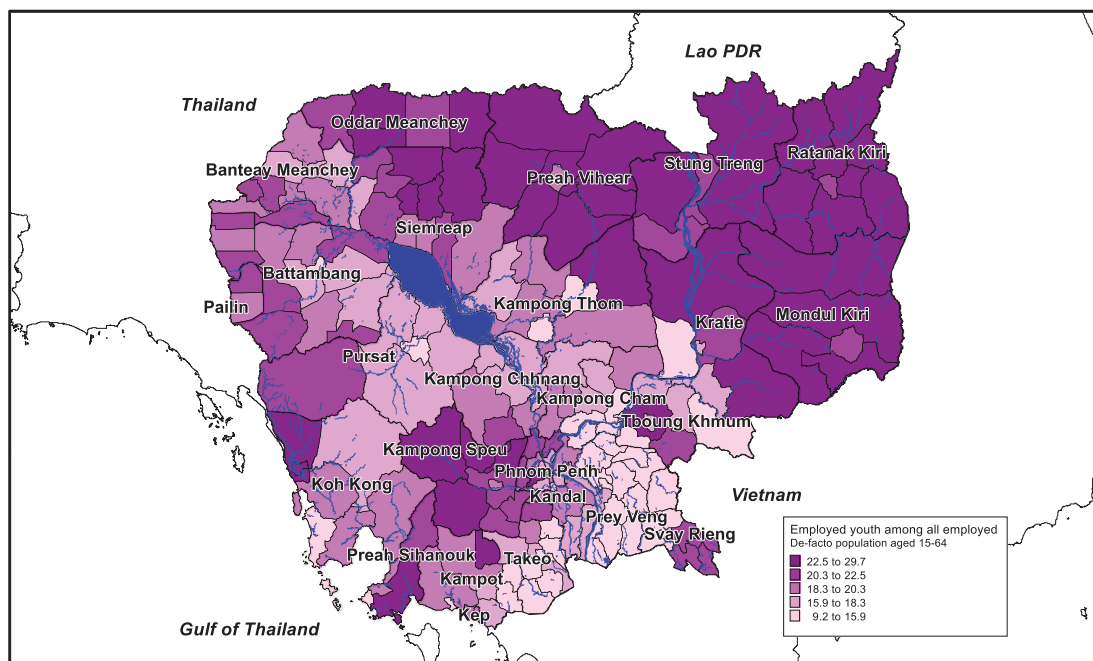 Lao PDR
Thailand
Oddar Meanchey
Banteay Meanchey
Preah Vihear
Stung Treng
Ratanak Kiri
Siemreap
Battambang
Pailin
Kampong Thom
Kratie
Mondul Kiri
Pursat
Kampong Chhnang
Kampong Cham
Tboung Khmum
Kampong Speu
Phnom Penh
Koh Kong
Kandal
Vietnam
Prey Veng
Svay Rieng
Preah Sihanouk
Takeo
Kampot
Kep
Gulf of Thailand
Employed youth among all employed
De-facto population aged 15-64
22.5 to 29.7
20.3 to 22.5
18.3 to 20.3
15.9 to 18.3
9.2 to 15.9